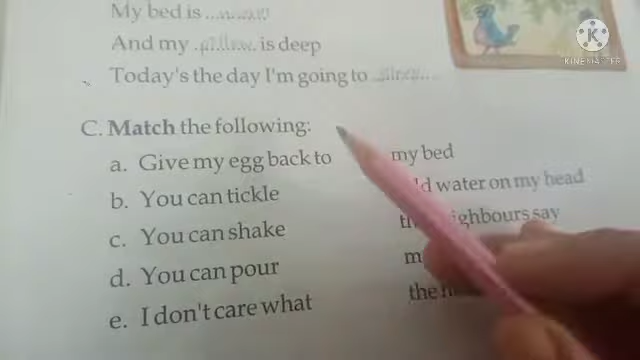 My bed is
And my ........ is deep
Today's the day I'm going to
KINEMASTER
C. Match the following:
a. Give my egg back to my bed
b. You can tickle water on my head
c. You can shake say
d. You can pour
e. I don't care what